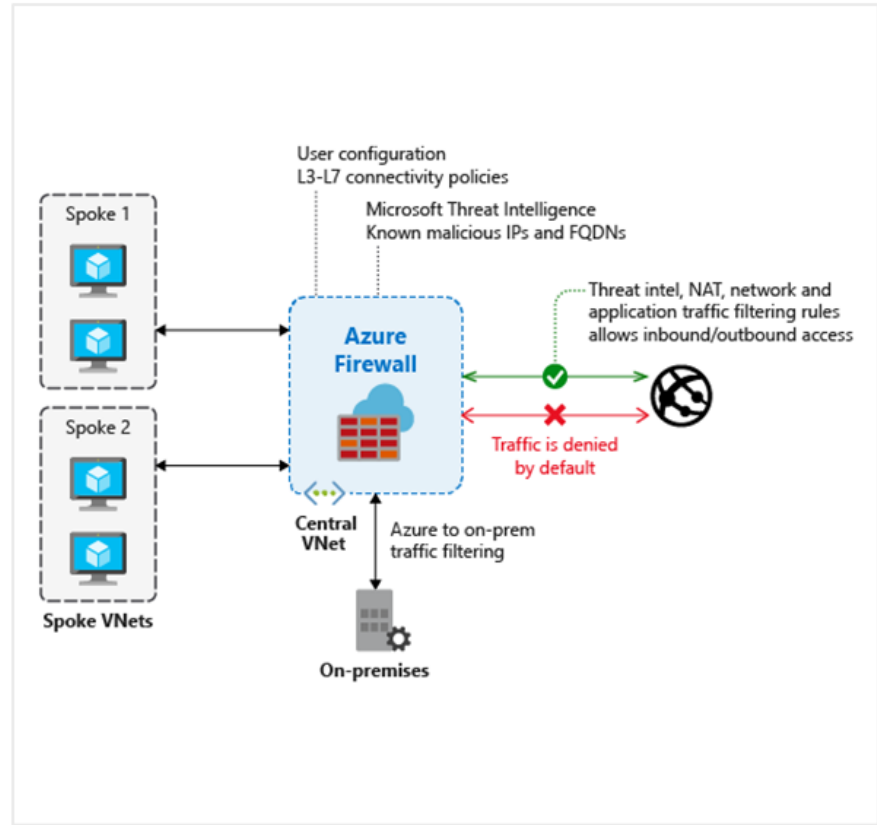 User configuration
L3-L7 connectivity policies
Microsoft Threat Intelligence
Known malicious IPs and FQDNs
Spoke 1
Threat intel, NAT, network and
application traffic filtering rules
allows inbound/outbound access
Azure
Firewall
Spoke 2
Traffic is denied
by default
Central
VNet
Azure to on-prem
traffic filtering
Spoke VNets
On-premises